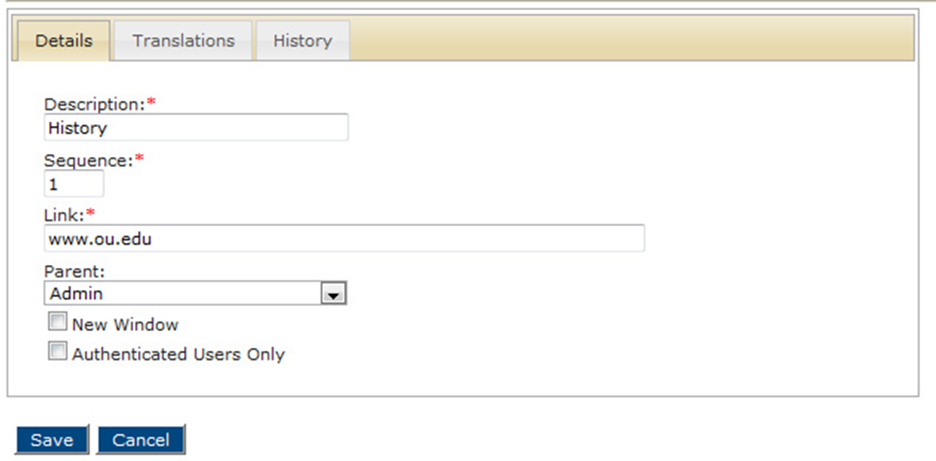 Details Translations History
Description:*
History
Sequence:*
1
Link:*
www.ou.edu
Parent:
Admin
New Window
Authenticated Users Only
Save Cancel